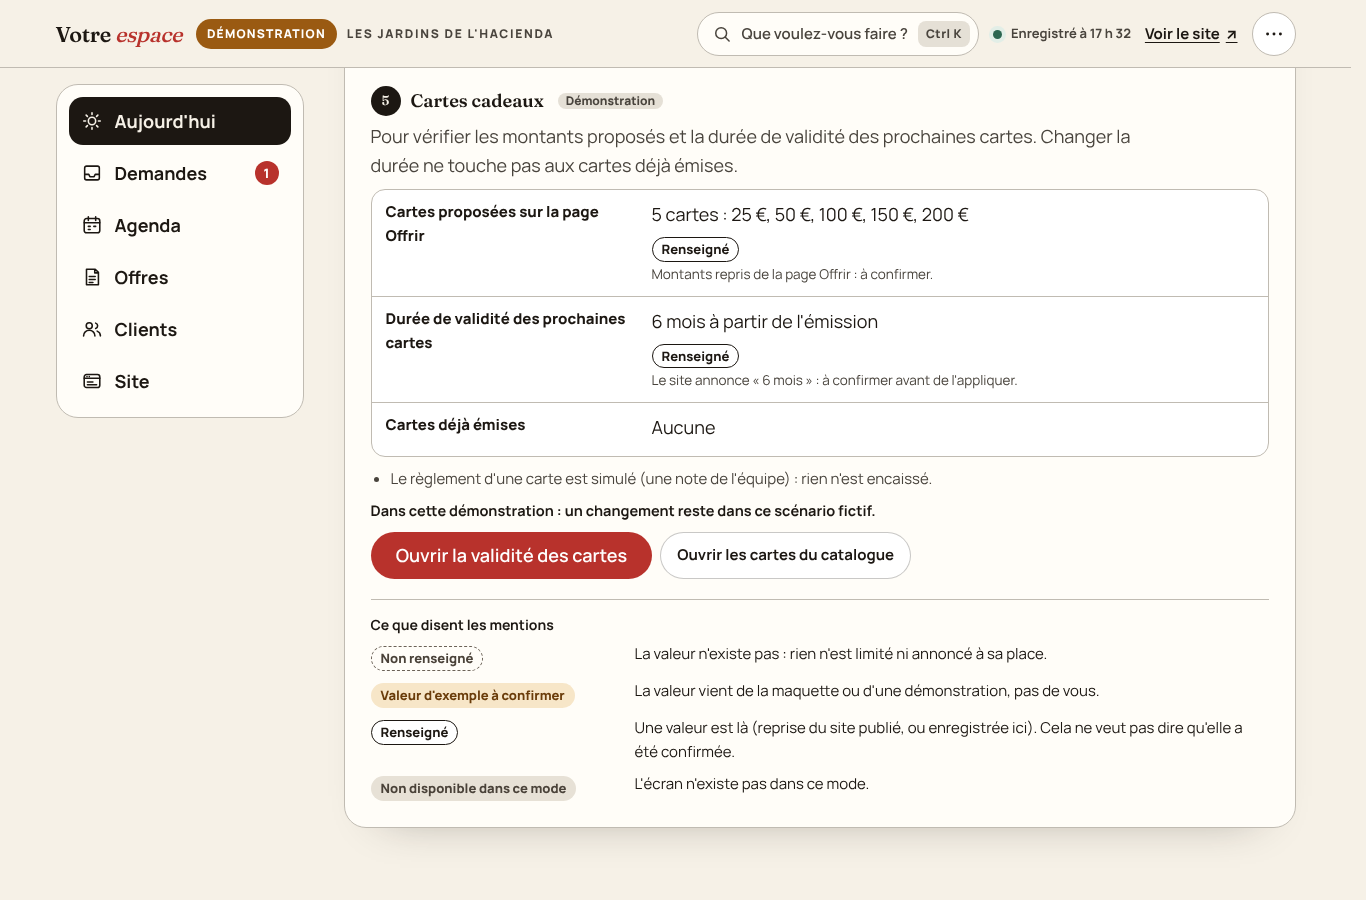 Votre espace
DÉMONSTRATION
LES JARDINS DE L'HACIENDA
Que voulez-vous faire ?
Ctrl K
Enregistré à 17 h 32
Voir le site
Aujourd'hui
Demandes
1
Agenda
Offres
Clients
Site
5
Cartes cadeaux
Démonstration
Pour vérifier les montants proposés et la durée de validité des prochaines cartes. Changer la
durée ne touche pas aux cartes déjà émises.
Cartes proposées sur la page
Offrir
5 cartes : 25 €, 50 €, 100 €, 150 €, 200 €
Renseigné
Montants repris de la page Offrir : à confirmer.
Durée de validité des prochaines
cartes
6 mois à partir de l'émission
Renseigné
Le site annonce « 6 mois » : à confirmer avant de l'appliquer.
Cartes déjà émises
Aucune
• Le règlement d'une carte est simulé (une note de l'équipe) : rien n'est encaissé.
Dans cette démonstration : un changement reste dans ce scénario fictif.
Ouvrir la validité des cartes
Ouvrir les cartes du catalogue
Ce que disent les mentions
Non renseigné
La valeur n'existe pas : rien n'est limité ni annoncé à sa place.
Valeur d'exemple à confirmer
La valeur vient de la maquette ou d'une démonstration, pas de vous.
Renseigné
Une valeur est là (reprise du site publié, ou enregistrée ici). Cela ne veut pas dire qu'elle a
été confirmée.
Non disponible dans ce mode
L'écran n'existe pas dans ce mode.